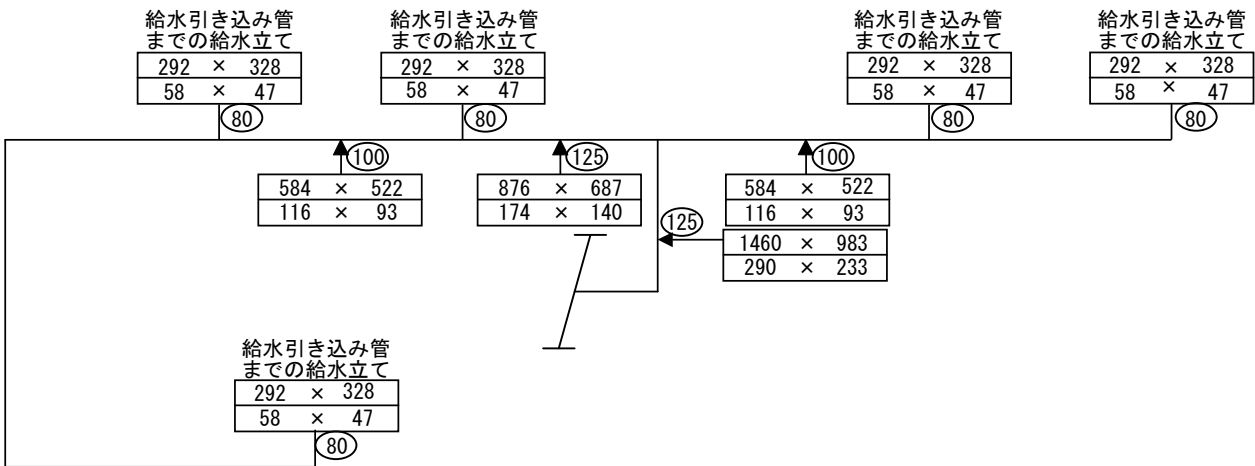 給水引き込み管
までの給水立て
292 × 328
58 × 47
80
給水引き込み管
までの給水立て
292 × 328
58 × 47
80
給水引き込み管
までの給水立て
292 × 328
58 × 47
80
給水引き込み管
までの給水立て
292 × 328
58 × 47
80
100
584 × 522
116 × 93
125
876 × 687
174 × 140
100
584 × 522
116 × 93
125
1460 × 983
290 × 233
給水引き込み管
までの給水立て
292 × 328
58 × 47
80